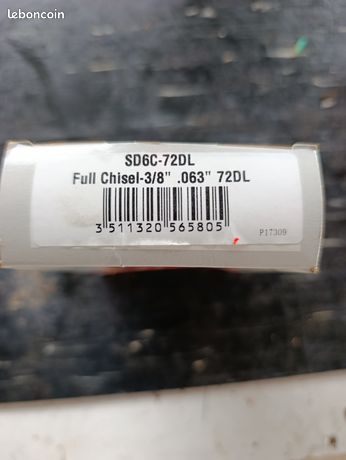 leboncoin
SD6C-72DL
Full Chisel-3/8" .063" 72DL
3 511320 565805
P17309